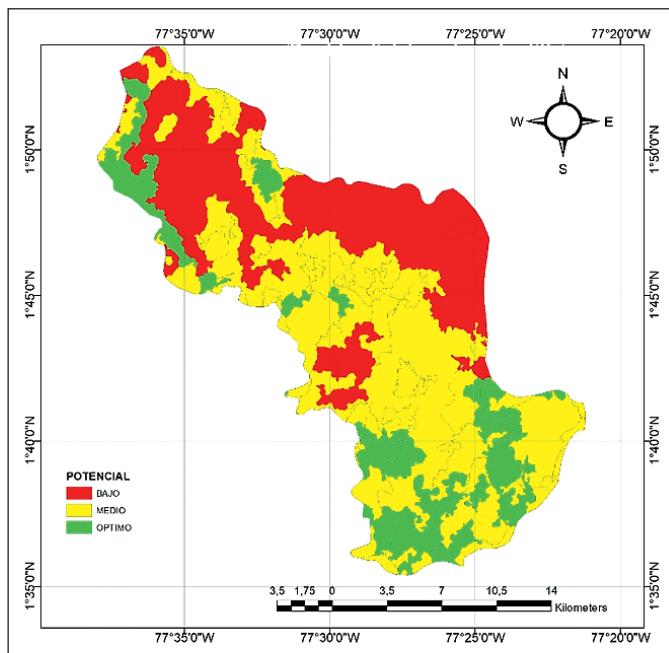 77°35'0"W 77°30'0"W 77°25'0"W 77°20'0"W
N
W E
S
1°50'0"N 1°50'0"N
1°45'0"N 1°45'0"N
1°40'0"N 1°40'0"N
1°35'0"N 1°35'0"N
POTENCIAL
BAJO
MEDIO
OPTIMO
3,5 1,75 0 3,5 7 10,5 14
Kilometers
77°35'0"W 77°30'0"W 77°25'0"W 77°20'0"W